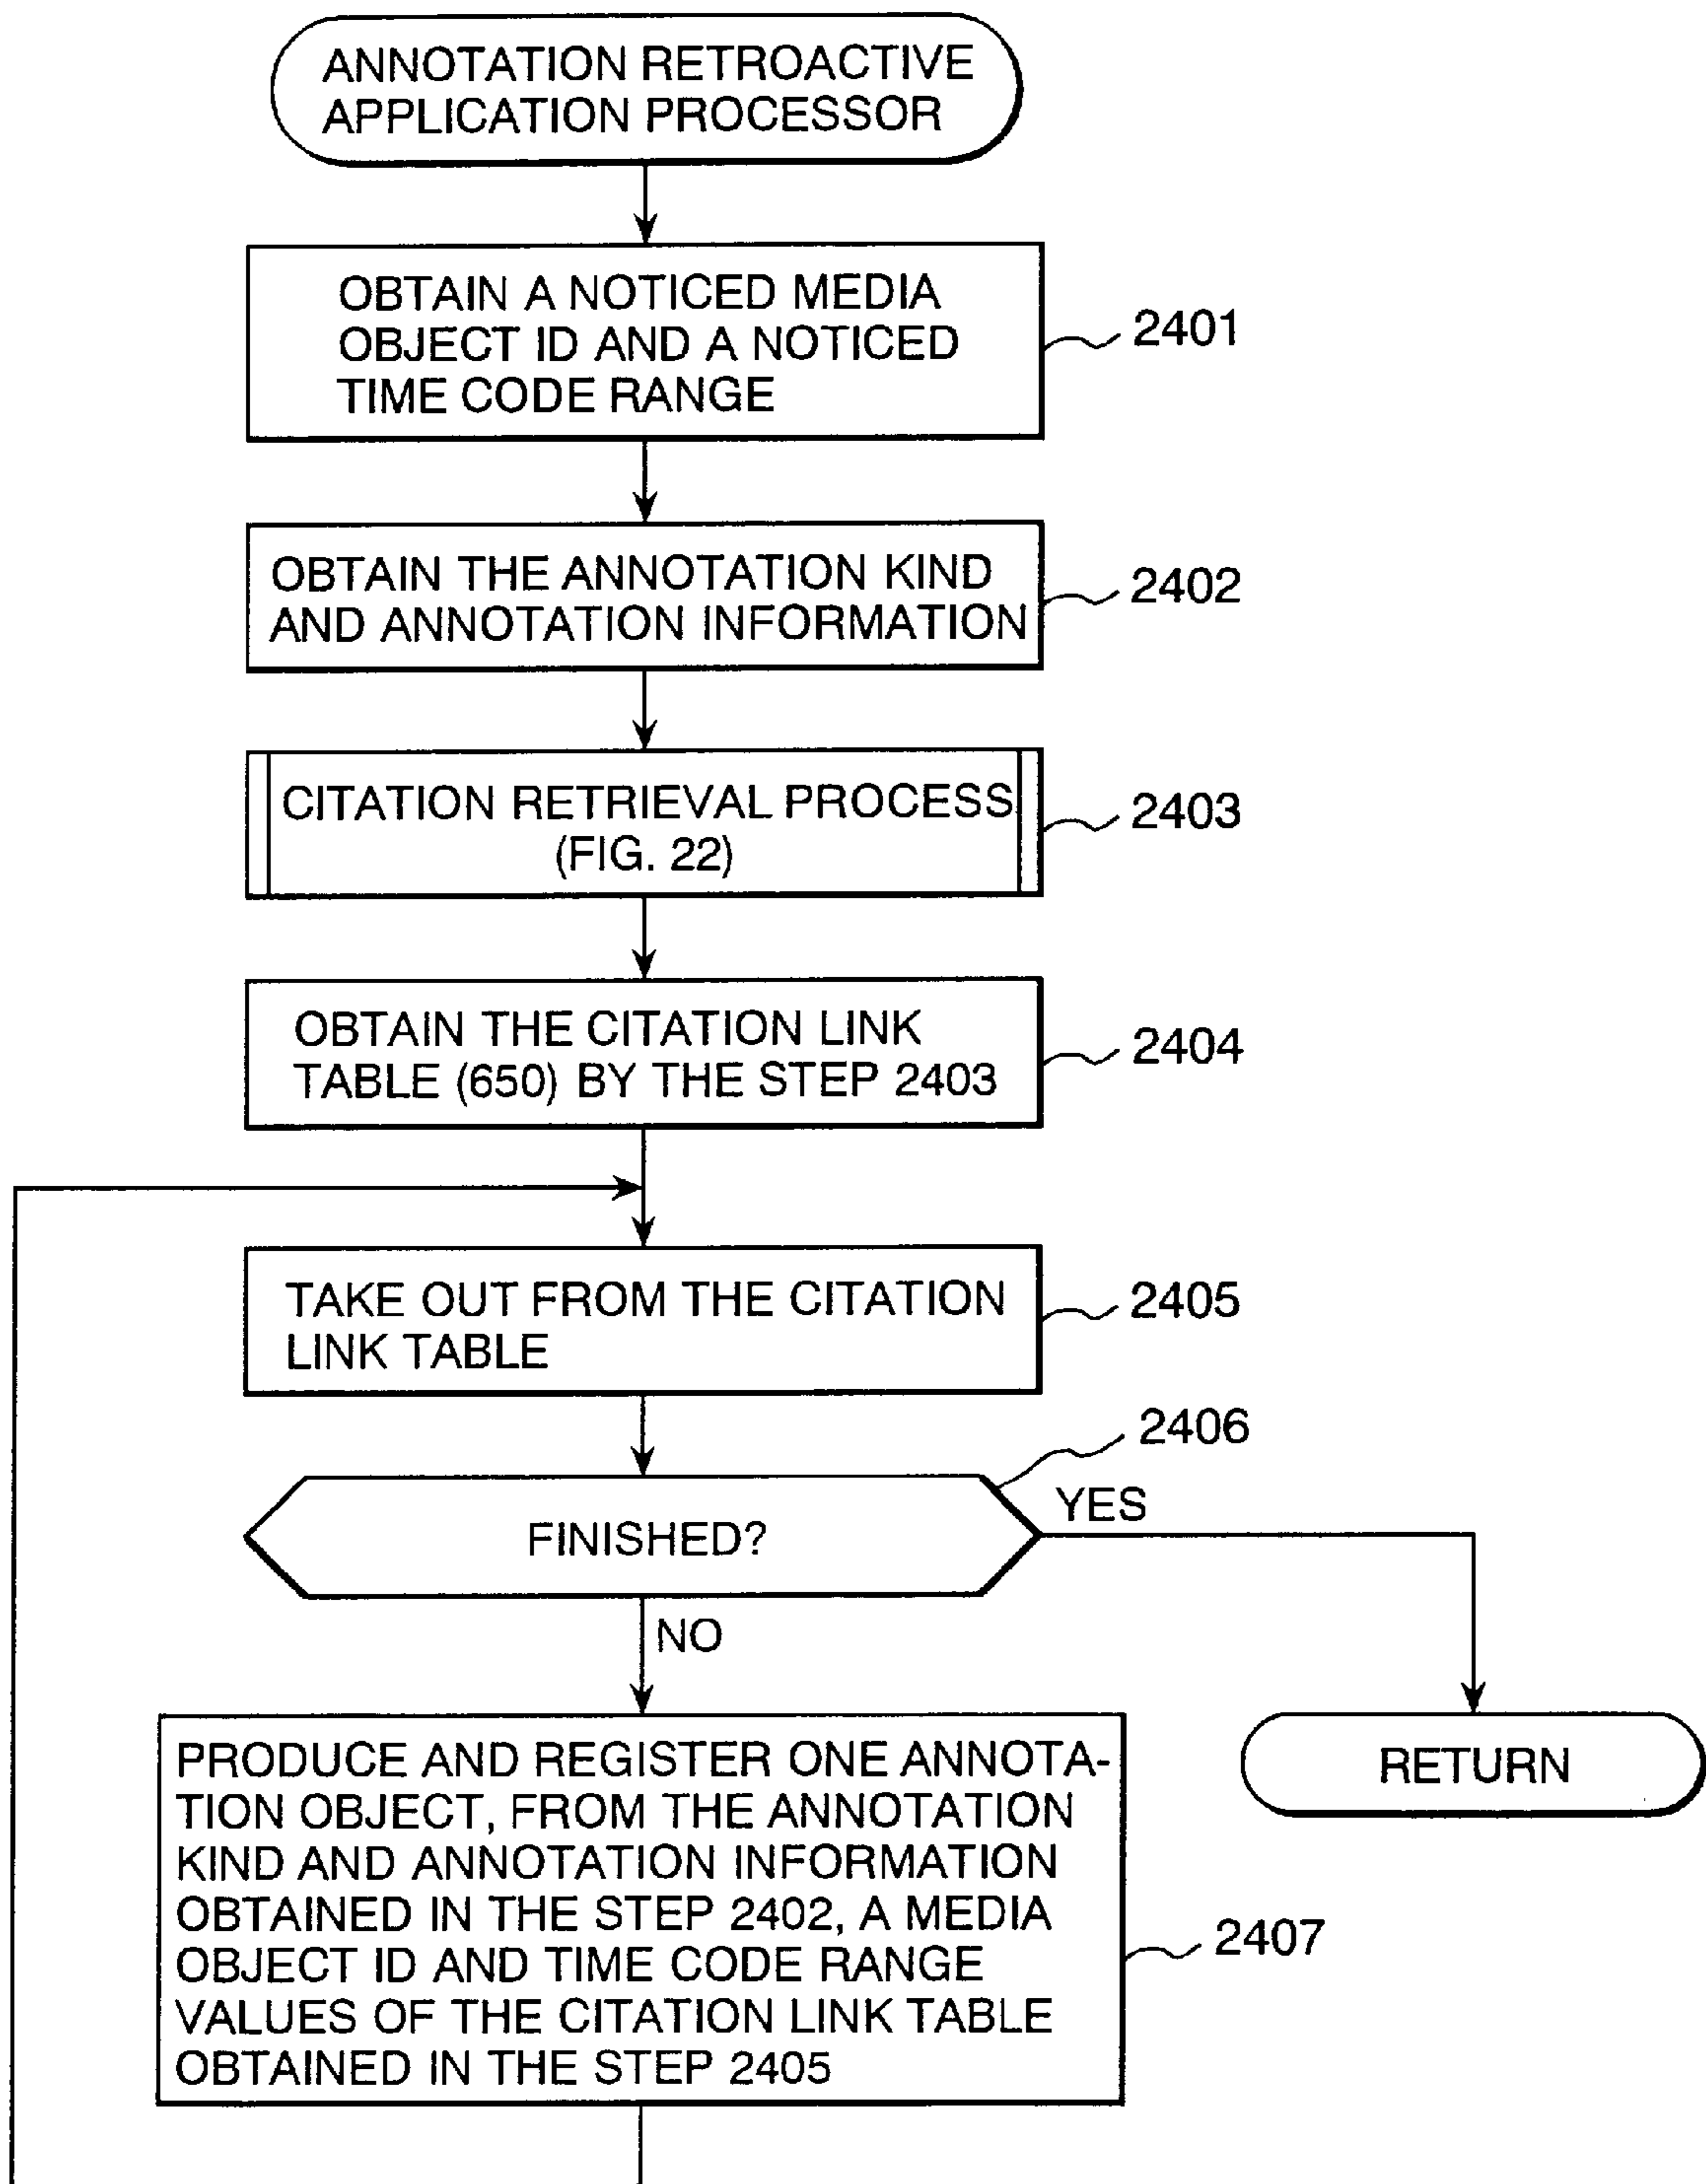 ANNOTATION RETROACTIVE
APPLICATION PROCESSOR
OBTAIN A NOTICED MEDIA
OBJECT ID AND A NOTICED
TIME CODE RANGE
2401
OBTAIN THE ANNOTATION KIND
AND ANNOTATION INFORMATION
2402
CITATION RETRIEVAL PROCESS
(FIG. 22)
2403
OBTAIN THE CITATION LINK
TABLE (650) BY THE STEP 2403
2404
TAKE OUT FROM THE CITATION
LINK TABLE
2405
2406
FINISHED?
YES
NO
PRODUCE AND REGISTER ONE ANNOTA-
TION OBJECT, FROM THE ANNOTATION
KIND AND ANNOTATION INFORMATION
OBTAINED IN THE STEP 2402, A MEDIA
OBJECT ID AND TIME CODE RANGE
VALUES OF THE CITATION LINK TABLE
OBTAINED IN THE STEP 2405
2407
RETURN